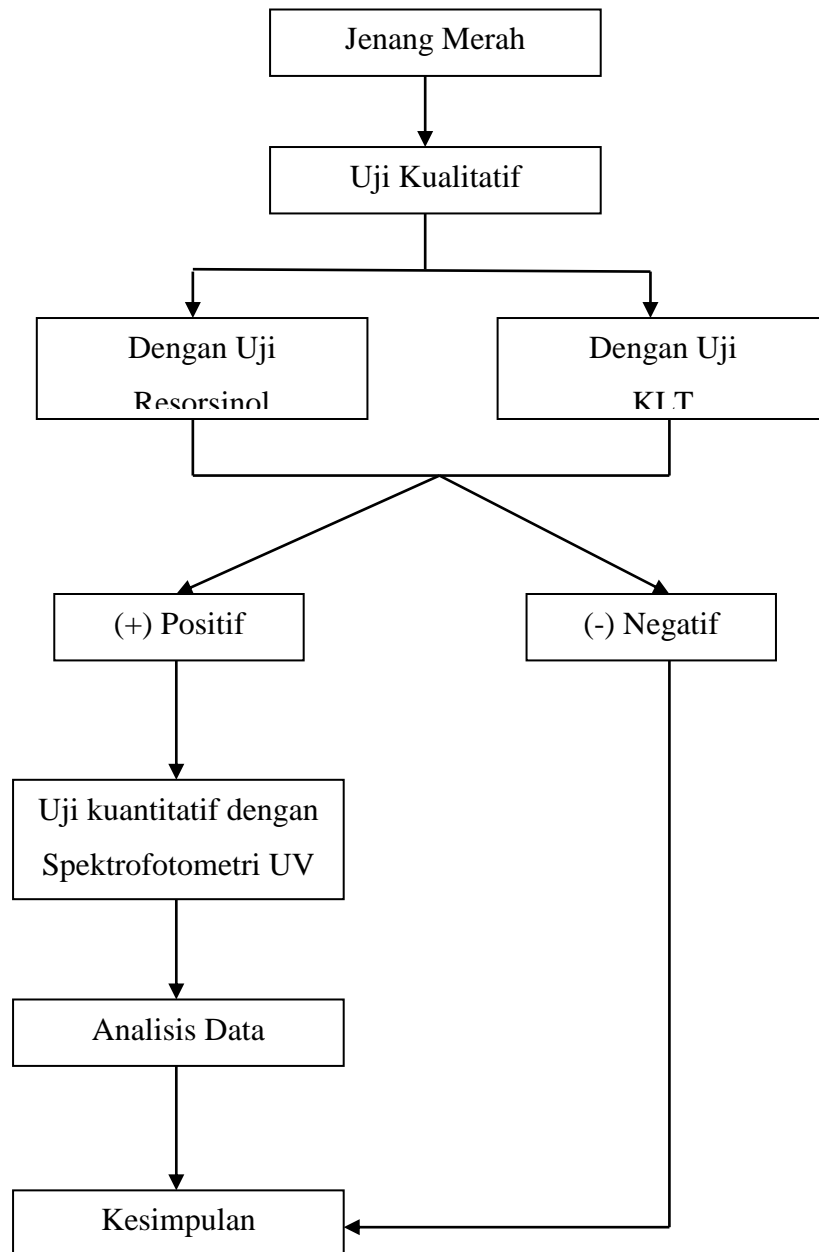 Jenang Merah
Uji Kualitatif
Dengan Uji
Resorsinol
Dengan Uji
KLT
(+) Positif
(-) Negatif
Uji kuantitatif dengan
Spektrofotometri UV
Analisis Data
Kesimpulan